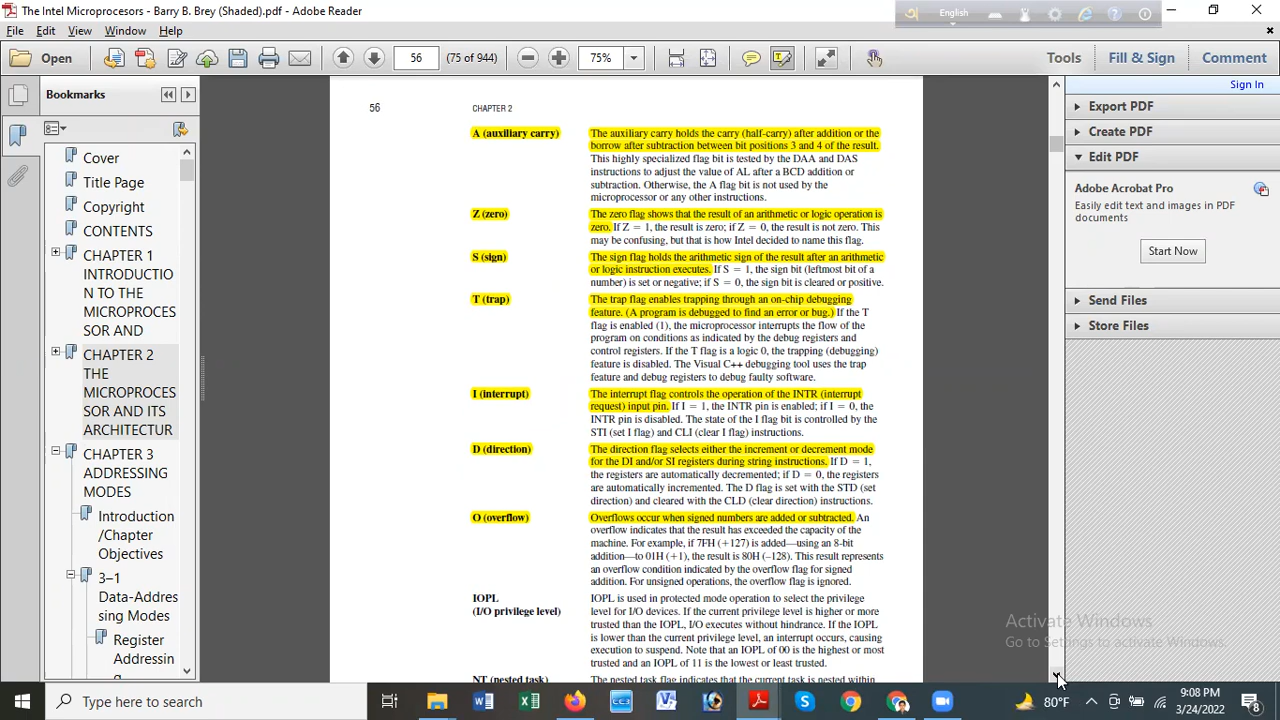 The Intel Microprocesors - Barry B. Brey (Shaded).pdf - Adobe Reader
English
File Edit View Window Help
Open 56 (75 of 944) 75% Tools Fill & Sign Comment
Sign In
Bookmarks
Cover
Title Page
Copyright
CONTENTS
CHAPTER 1
INTRODUCTIO
N TO THE
MICROPROCES
SOR AND
CHAPTER 2
THE
MICROPROCES
SOR AND ITS
ARCHITECTUR
CHAPTER 3
ADDRESSING
MODES
Introduction
/Chapter
Objectives
3–1
Data-Addres
sing Modes
Register
Addressin
g
56 CHAPTER 2
A (auxiliary carry) The auxiliary carry holds the carry (half-carry) after addition or the
borrow after subtraction between bit positions 3 and 4 of the result.
This highly specialized flag bit is tested by the DAA and DAS
instructions to adjust the value of AL after a BCD addition or
subtraction. Otherwise, the A flag bit is not used by the
microprocessor or any other instructions.
Z (zero) The zero flag shows that the result of an arithmetic or logic operation is
zero. If Z = 1, the result is zero; if Z = 0, the result is not zero. This
may be confusing, but that is how Intel decided to name this flag.
S (sign) The sign flag holds the arithmetic sign of the result after an arithmetic
or logic instruction executes. If S = 1, the sign bit (leftmost bit of a
number) is set or negative; if S = 0, the sign bit is cleared or positive.
T (trap) The trap flag enables trapping through an on-chip debugging
feature. (A program is debugged to find an error or bug.) If the T
flag is enabled (1), the microprocessor interrupts the flow of the
program on conditions as indicated by the debug registers and
control registers. If the T flag is a logic 0, the trapping (debugging)
feature is disabled. The Visual C++ debugging tool uses the trap
feature and debug registers to debug faulty software.
I (interrupt) The interrupt flag controls the operation of the INTR (interrupt
request) input pin. If I = 1, the INTR pin is enabled; if I = 0, the
INTR pin is disabled. The state of the I flag bit is controlled by the
STI (set I flag) and CLI (clear I flag) instructions.
D (direction) The direction flag selects either the increment or decrement mode
for the DI and/or SI registers during string instructions. If D = 1,
the registers are automatically decremented; if D = 0, the registers
are automatically incremented. The D flag is set with the STD (set
direction) and cleared with the CLD (clear direction) instructions.
O (overflow) Overflows occur when signed numbers are added or subtracted. An
overflow indicates that the result has exceeded the capacity of the
machine. For example, if 7FH (+127) is added—using an 8-bit
addition—to 01H (+1), the result is 80H (–128). This result represents
an overflow condition indicated by the overflow flag for signed
addition. For unsigned operations, the overflow flag is ignored.
IOPL IOPL is used in protected mode operation to select the privilege
(I/O privilege level) level for I/O devices. If the current privilege level is higher or more
trusted than the IOPL, I/O executes without hindrance. If the IOPL
is lower than the current privilege level, an interrupt occurs, causing
execution to suspend. Note that an IOPL of 00 is the highest or most
trusted and an IOPL of 11 is the lowest or least trusted.
NT (nested task) The nested task flag indicates that the current task is nested within
Export PDF
Create PDF
Edit PDF
Adobe Acrobat Pro
Easily edit text and images in PDF
documents
Start Now
Send Files
Store Files
Activate Windows
Go to Settings to activate Windows.
Type here to search
80°F
9:08 PM
3/24/2022
8